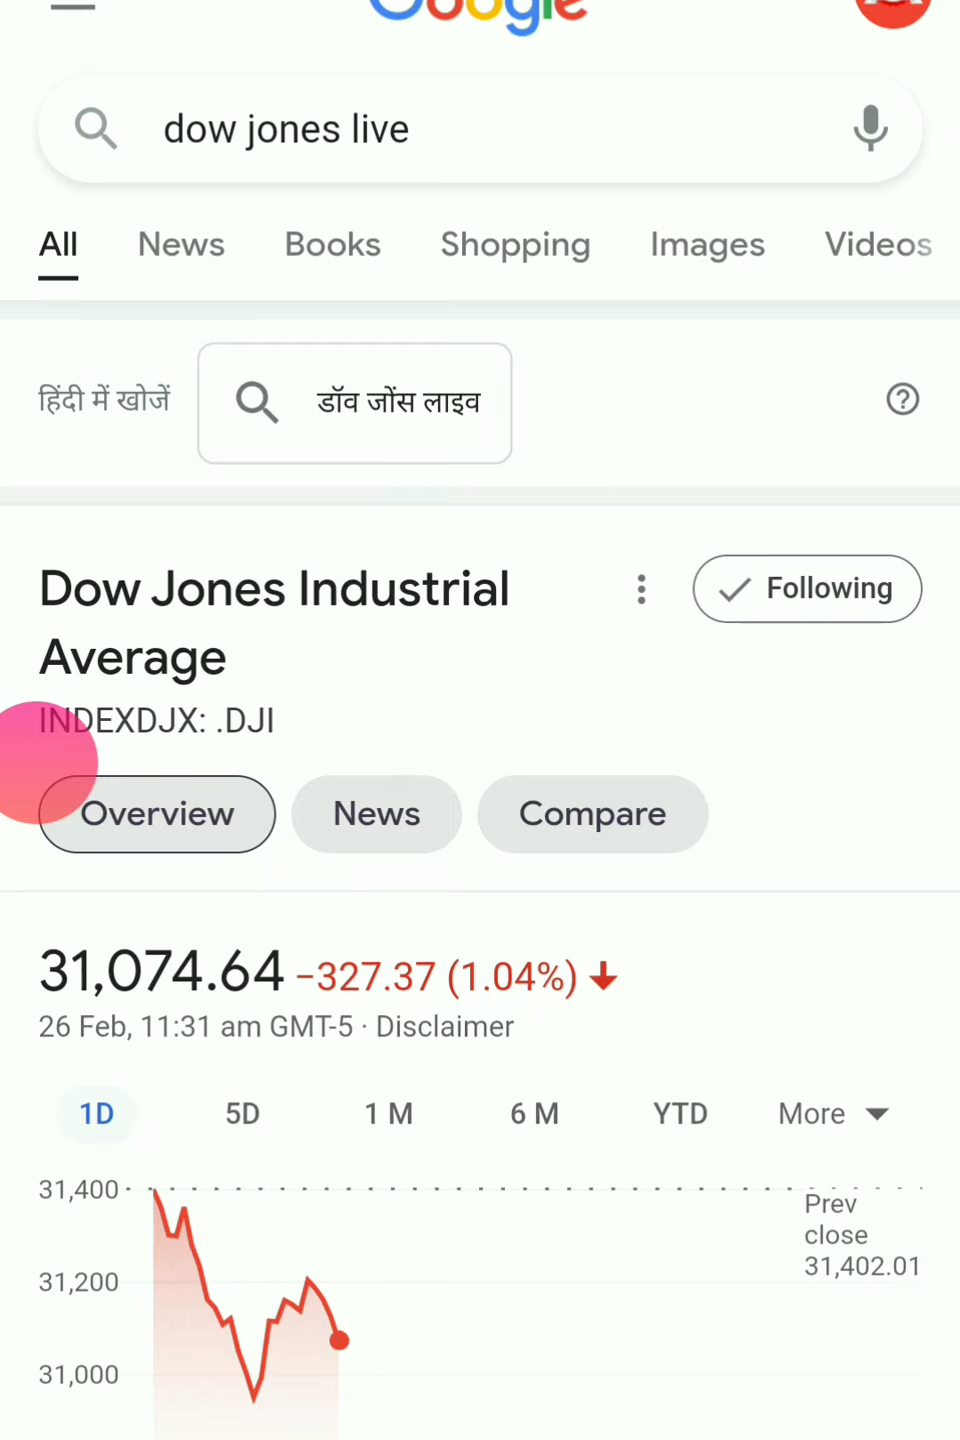 Google
dow jones live
All News Books Shopping Images Videos
हिंदी में खोजें डॉव जोंस लाइव
Dow Jones Industrial
Average
Following
INDEXDJX: .DJI
Overview News Compare
31,074.64 −327.37 (1.04%)
26 Feb, 11:31 am GMT-5 · Disclaimer
1D 5D 1 M 6 M YTD More
31,400
Prev
close
31,402.01
31,200
31,000